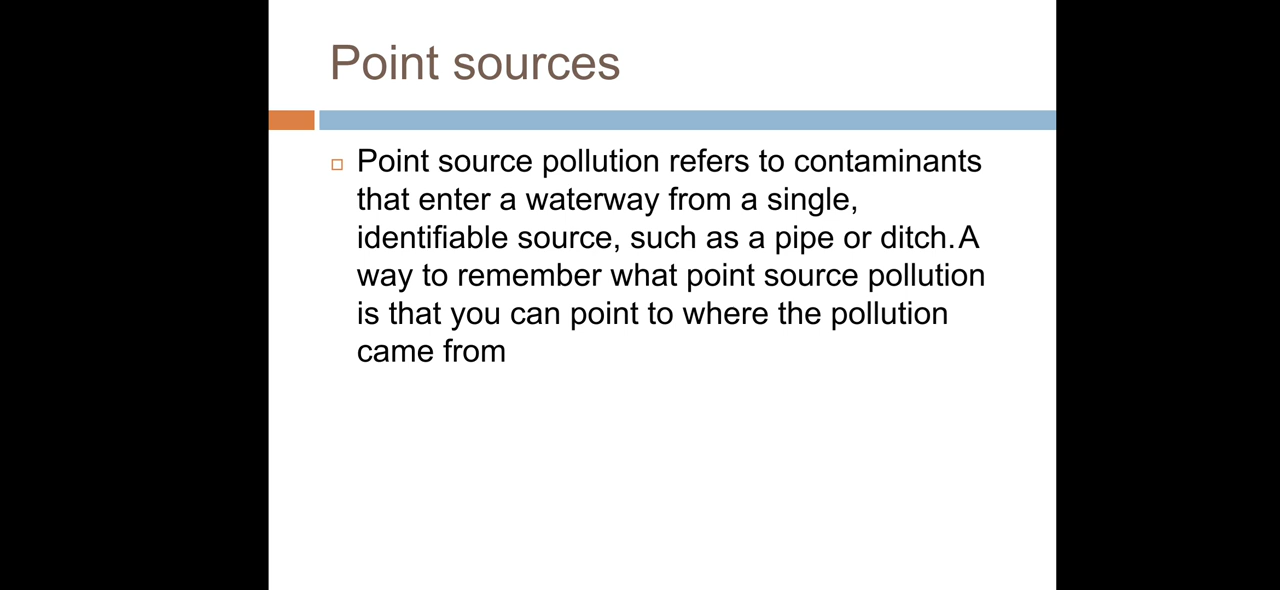 Point sources
Point source pollution refers to contaminants
that enter a waterway from a single,
identifiable source, such as a pipe or ditch. A
way to remember what point source pollution
is that you can point to where the pollution
came from